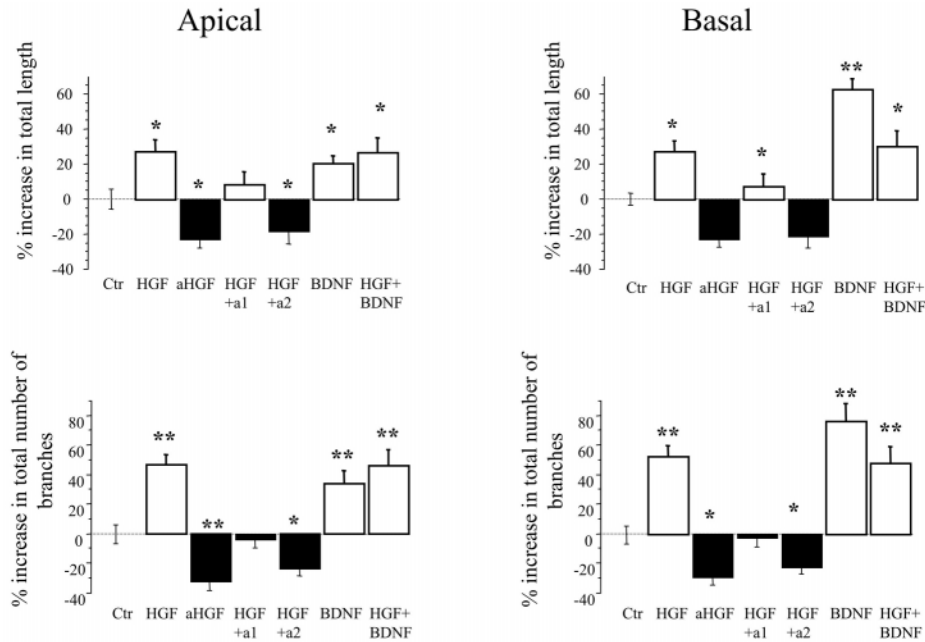 Apical
Basal
% increase in total length
60
40
20
0
-20
-40
* * * * *
Ctr HGF aHGF HGF HGF BDNF HGF+
+a1 +a2 BDNF
% increase in total length
60
40
20
0
-20
-40
* * ** *
Ctr HGF aHGF HGF HGF BDNF HGF+
+a1 +a2 BDNF
% increase in total number of
branches
80
60
40
20
0
-20
-40
** ** * ** **
Ctr HGF aHGF HGF HGF BDNF HGF+
+a1 +a2 BDNF
% increase in total number of
branches
80
60
40
20
0
-20
-40
** * * ** **
Ctr HGF aHGF HGF HGF BDNF HGF+
+a1 +a2 BDNF